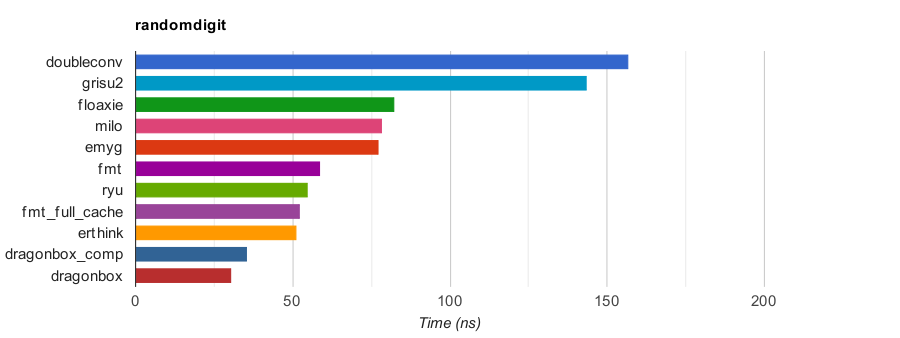 randomdigit
doubleconv
grisu2
floaxie
milo
emyg
fmt
ryu
fmt_full_cache
erthink
dragonbox_comp
dragonbox
0 50 100 150 200
Time (ns)